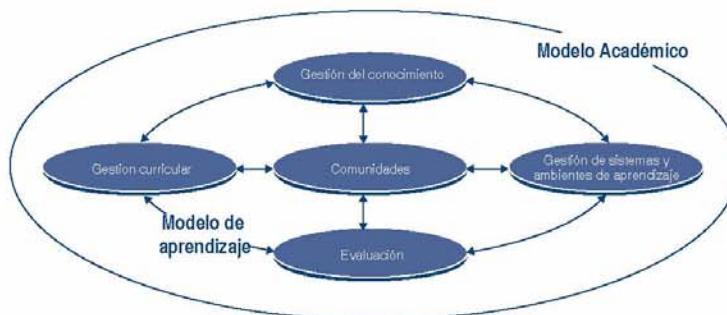 Modelo Académico
Gestión del conocimiento
Gestion curricular
Comunidades
Gestión de sistemas y
ambientes de aprendizaje
Modelo de
aprendizaje
Evaluación